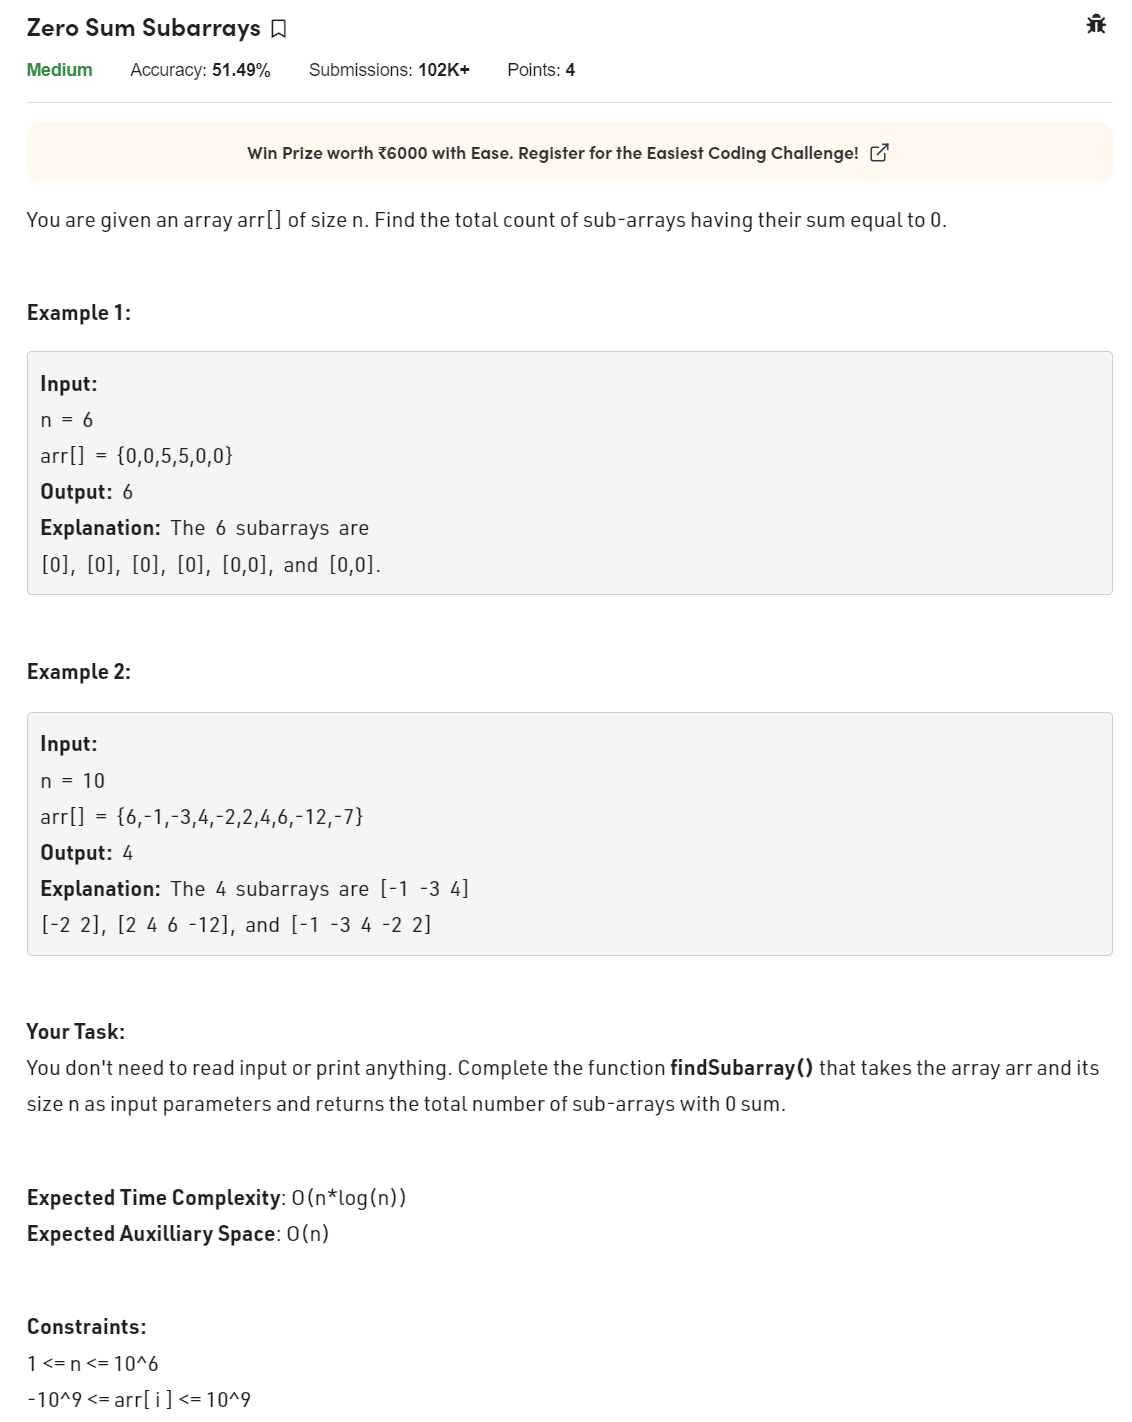 Zero Sum Subarrays
Medium Accuracy: 51.49% Submissions: 102K+ Points: 4
Win Prize worth ₹6000 with Ease. Register for the Easiest Coding Challenge!
You are given an array arr[] of size n. Find the total count of sub-arrays having their sum equal to 0.
Example 1:
Input:
n = 6
arr[] = {0,0,5,5,0,0}
Output: 6
Explanation: The 6 subarrays are
[0], [0], [0], [0], [0,0], and [0,0].
Example 2:
Input:
n = 10
arr[] = {6,-1,-3,4,-2,2,4,6,-12,-7}
Output: 4
Explanation: The 4 subarrays are [-1 -3 4]
[-2 2], [2 4 6 -12], and [-1 -3 4 -2 2]
Your Task:
You don't need to read input or print anything. Complete the function findSubarray() that takes the array arr and its
size n as input parameters and returns the total number of sub-arrays with 0 sum.
Expected Time Complexity: O(n*log(n))
Expected Auxilliary Space: O(n)
Constraints:
1 <= n <= 10^6
-10^9 <= arr[ i ] <= 10^9